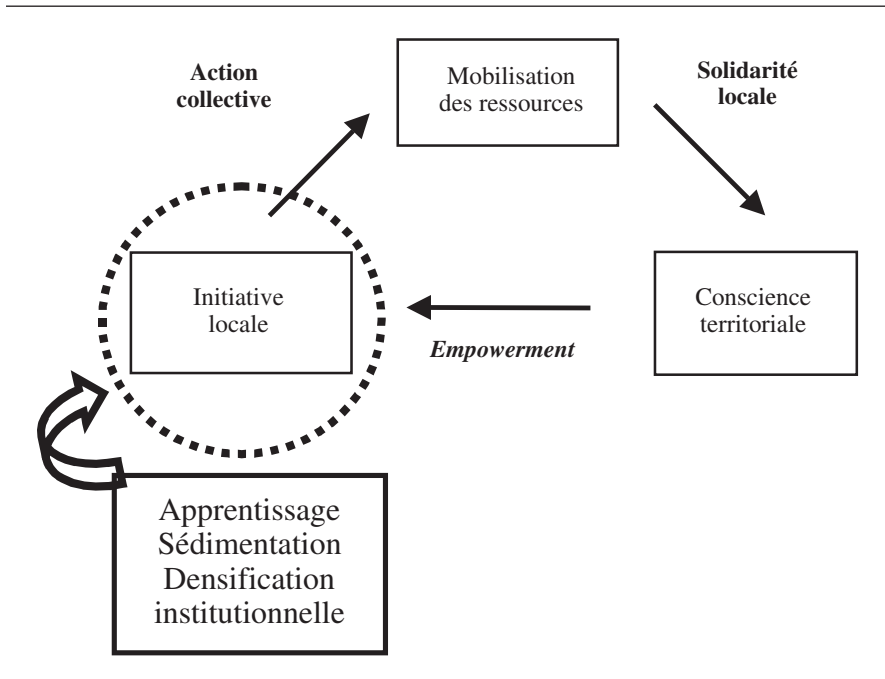 Action
collective
Mobilisation
des ressources
Solidarité
locale
Initiative
locale
Empowerment
Conscience
territoriale
Apprentissage
Sédimentation
Densification
institutionnelle